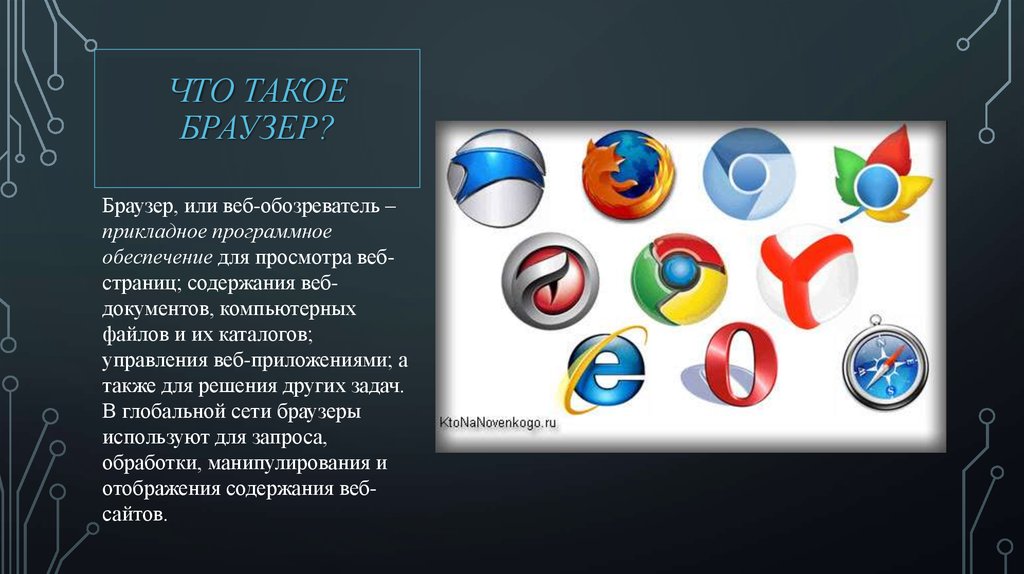 ЧТО ТАКОЕ
БРАУЗЕР?
Браузер, или веб-обозреватель –
прикладное программное
обеспечение для просмотра веб-
страниц; содержания веб-
документов, компьютерных
файлов и их каталогов;
управления веб-приложениями; а
также для решения других задач.
В глобальной сети браузеры
используют для запроса,
обработки, манипулирования и
отображения содержания веб-
сайтов.
N
W
E
S
KtoNaNovenkogo.ru